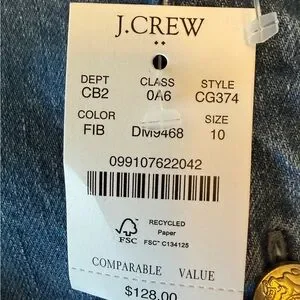 J.CREW
DEPT CLASS STYLE
CB2 0A6 CG374
COLOR SIZE
FIB DM9468 10
099107622042
FSC
RECYCLED
Paper
FSC® C134125
COMPARABLE VALUE
$128.00